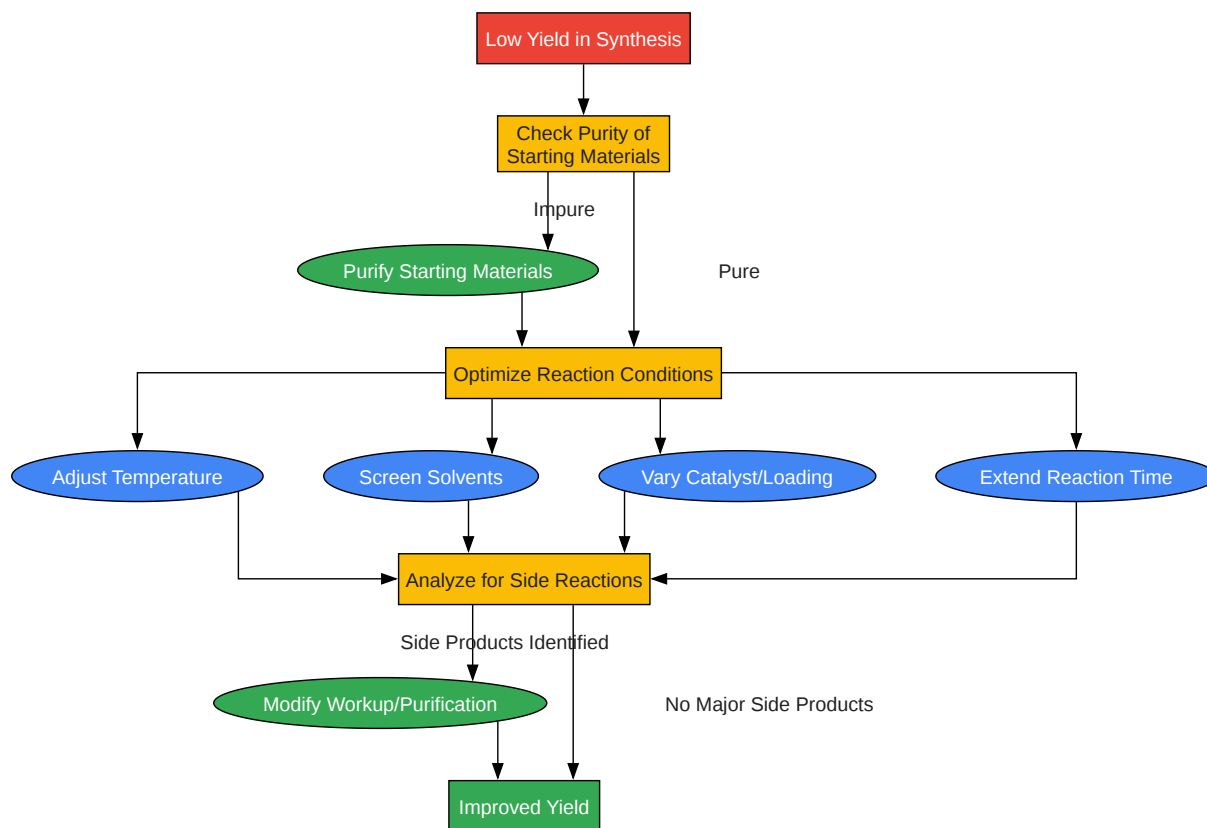 Low Yield in Synthesis
Check Purity of
Starting Materials
Impure
Purify Starting Materials
Pure
Optimize Reaction Conditions
Adjust Temperature
Screen Solvents
Vary Catalyst/Loading
Extend Reaction Time
Analyze for Side Reactions
Side Products Identified
Modify Workup/Purification
No Major Side Products
Improved Yield